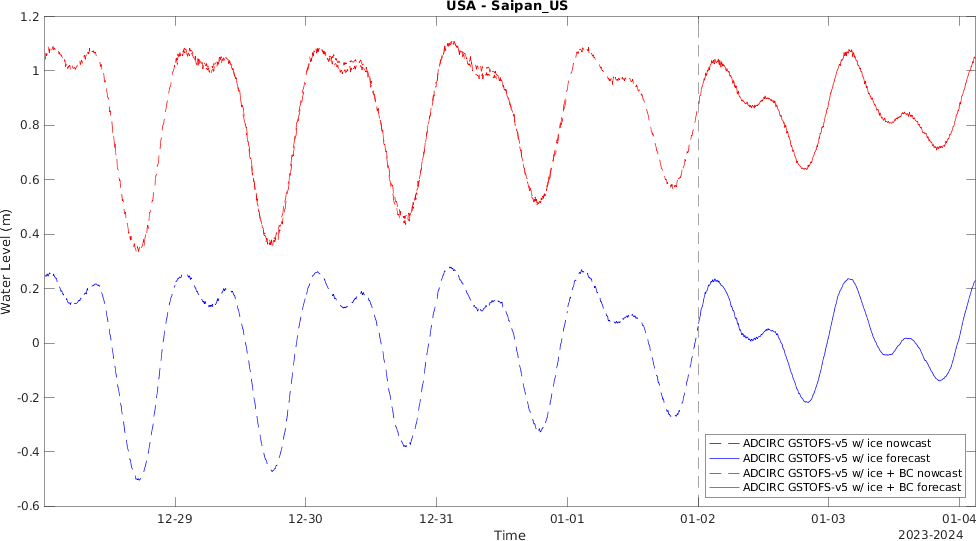 USA - Saipan_US
1.2
1
0.8
0.6
0.4
0.2
0
-0.2
-0.4
-0.6
Water Level (m)
ADCIRC GSTOFS-v5 w/ ice nowcast
ADCIRC GSTOFS-v5 w/ ice forecast
ADCIRC GSTOFS-v5 w/ ice + BC nowcast
ADCIRC GSTOFS-v5 w/ ice + BC forecast
12-29 12-30 12-31 01-01 01-02 01-03 01-04
Time
2023-2024